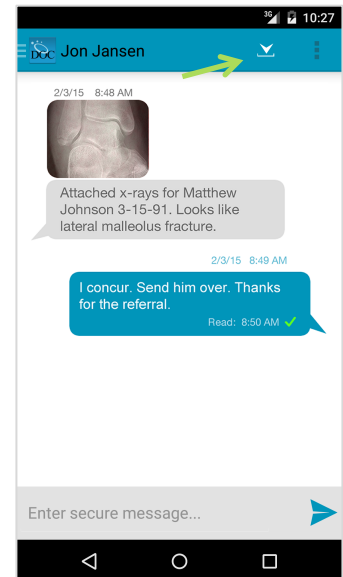 3G 10:27
DOC Jon Jansen
2/3/15 8:48 AM
Attached x-rays for Matthew
Johnson 3-15-91. Looks like
lateral malleolus fracture.
2/3/15 8:49 AM
I concur. Send him over. Thanks
for the referral.
Read: 8:50 AM
Enter secure message...